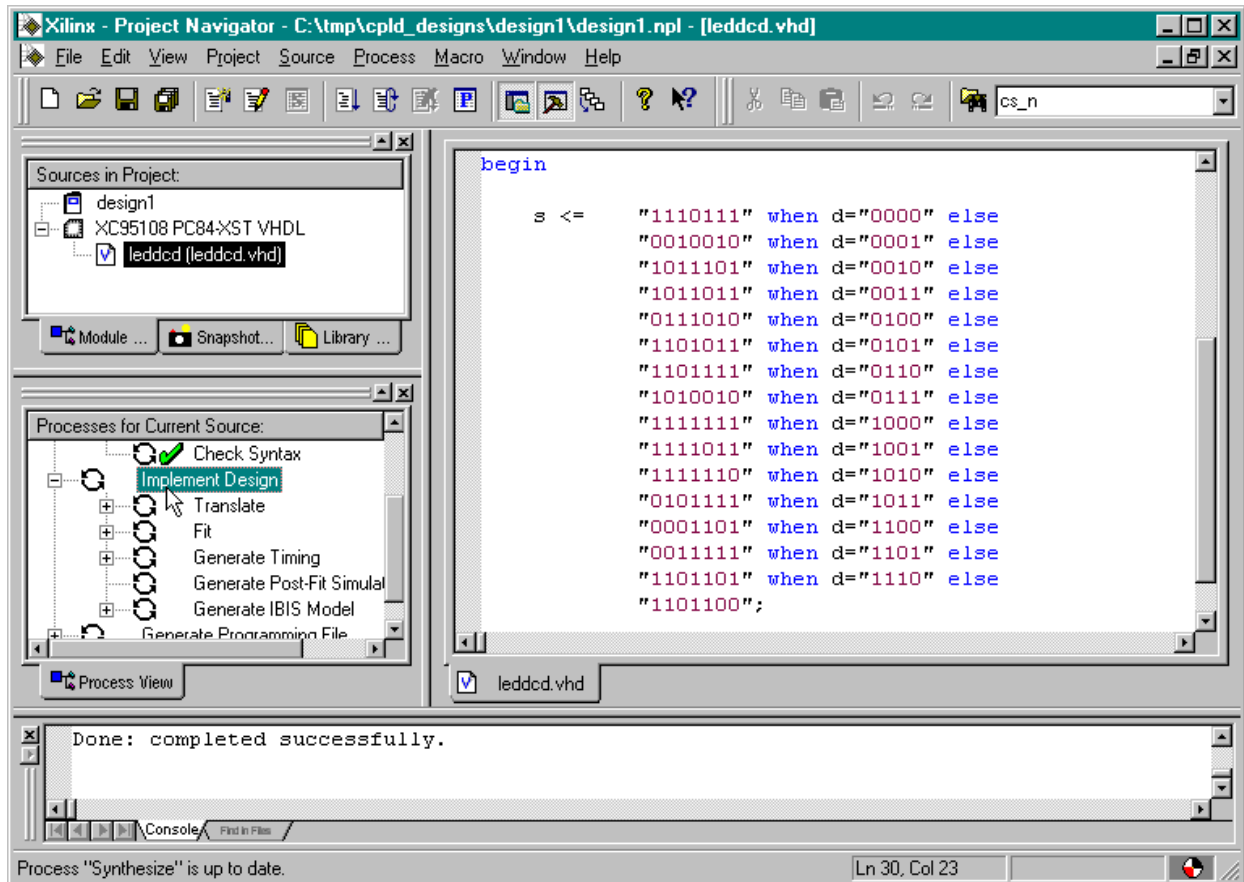 Xilinx - Project Navigator - C:\tmp\cpld_designs\design1\design1.npl - [leddcd.vhd]
File Edit View Project Source Process Macro Window Help
cs_n
Sources in Project:
design1
XC95108 PC84-XST VHDL
leddcd (leddcd.vhd)
Module ... Snapshot... Library ...
Processes for Current Source:
Check Syntax
Implement Design
Translate
Fit
Generate Timing
Generate Post-Fit Simulat
Generate IBIS Model
Generate Programming File
Process View
begin
s <= "1110111" when d="0000" else
"0010010" when d="0001" else
"1011101" when d="0010" else
"1011011" when d="0011" else
"0111010" when d="0100" else
"1101011" when d="0101" else
"1101111" when d="0110" else
"1010010" when d="0111" else
"1111111" when d="1000" else
"1111011" when d="1001" else
"1111110" when d="1010" else
"0101111" when d="1011" else
"0001101" when d="1100" else
"0011111" when d="1101" else
"1101101" when d="1110" else
"1101100";
leddcd.vhd
Done: completed successfully.
Console Find in Files
Process "Synthesize" is up to date. Ln 30, Col 23